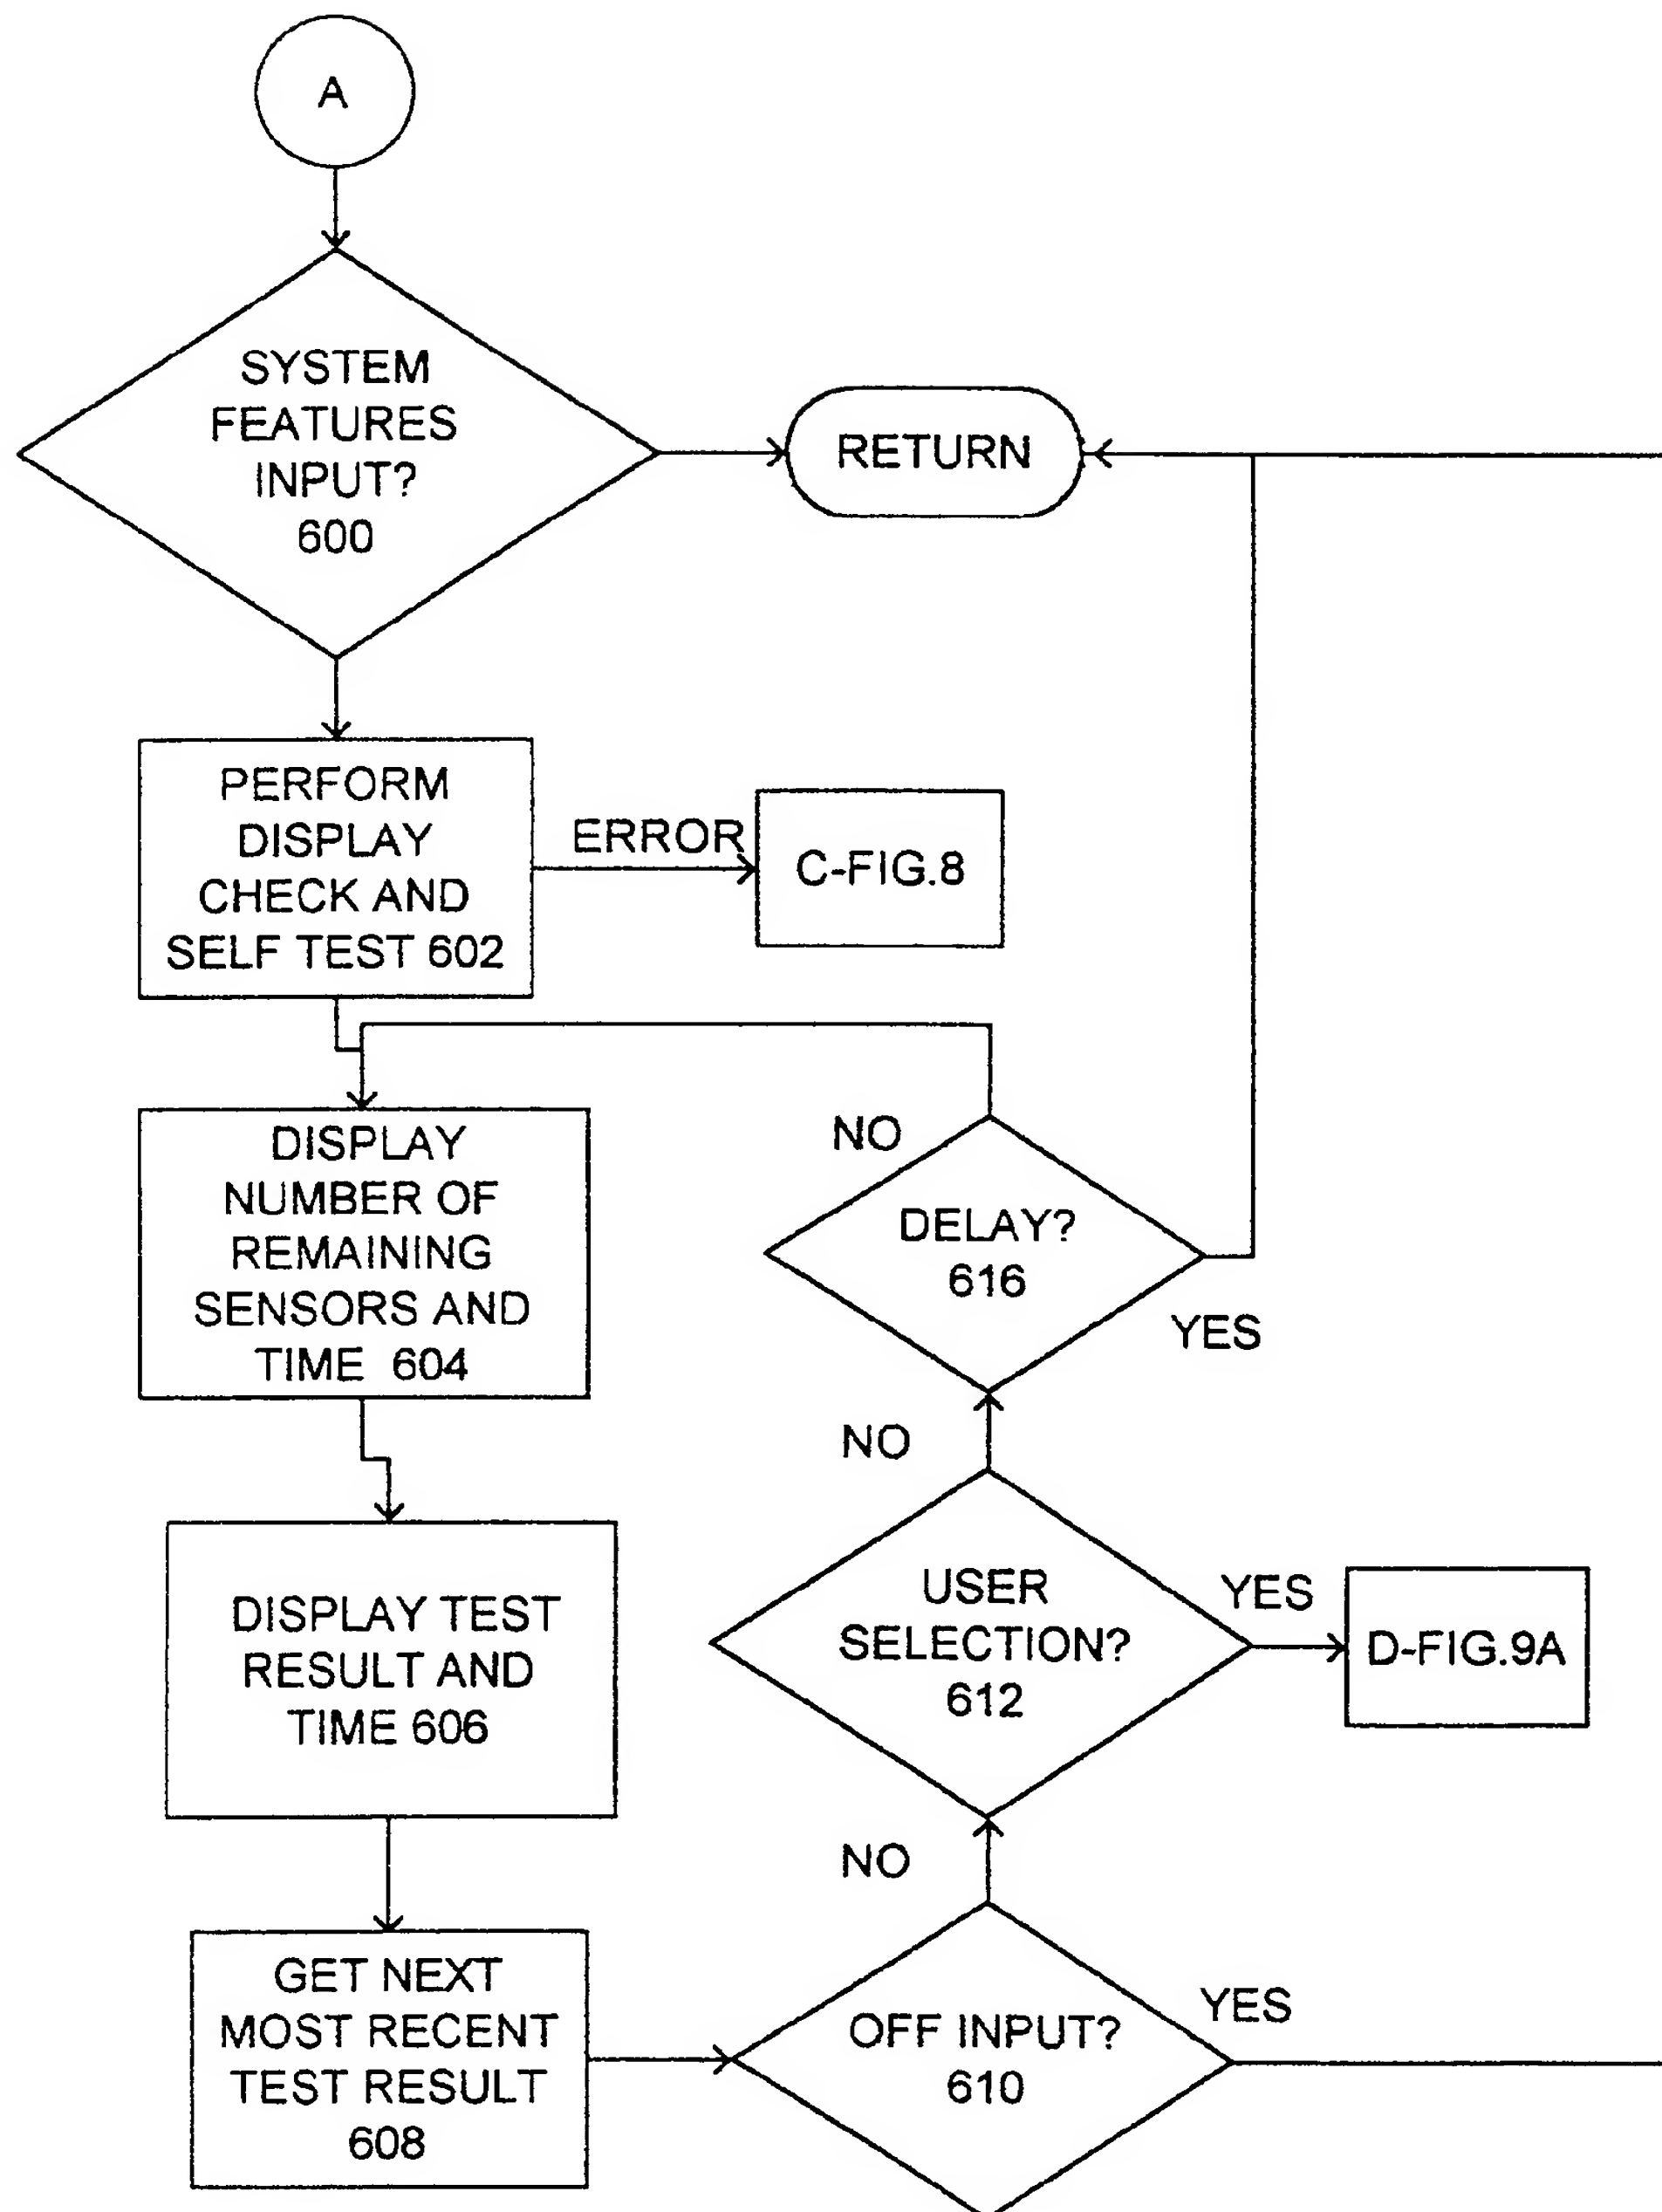 A
SYSTEM
FEATURES
INPUT?
600
RETURN
PERFORM
DISPLAY
CHECK AND
SELF TEST 602
ERROR
C-FIG.8
DISPLAY
NUMBER OF
REMAINING
SENSORS AND
TIME 604
NO
DELAY?
616
YES
NO
DISPLAY TEST
RESULT AND
TIME 606
USER
SELECTION?
612
YES
D-FIG.9A
NO
GET NEXT
MOST RECENT
TEST RESULT
608
OFF INPUT?
610
YES